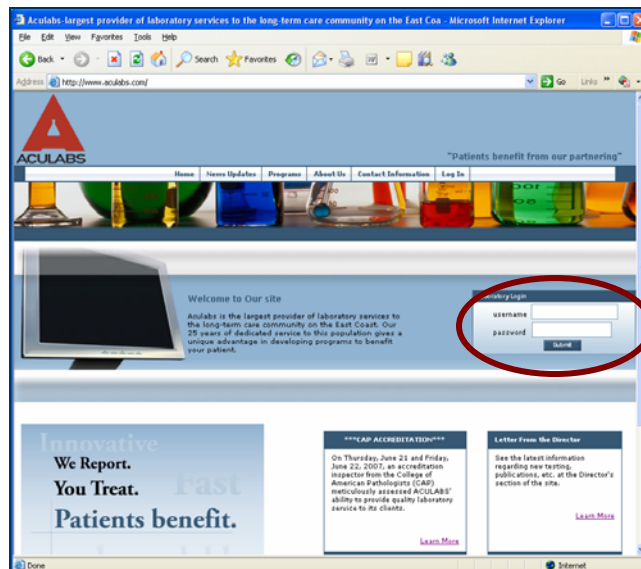 Aculabs-largest provider of laboratory services to the long-term care community on the East Coa - Microsoft Internet Explorer
File Edit View Favorites Tools Help
Back Search Favorites
Address http://www.aculabs.com/ Go Links
ACULABS
"Patients benefit from our partnering"
Home News Updates Programs About Us Contact Information Log In
Welcome to Our site
Aculabs is the largest provider of laboratory services to
the long-term care community on the East Coast. Our
25 years of dedicated service to this population gives a
unique advantage in developing programs to benefit
your patient.
Login
username
password
Submit
Innovative
We Report.
You Treat.
Fast
Patients benefit.
***CAP ACCREDITATION***
On Thursday, June 21 and Friday,
June 22, 2007, an accreditation
inspector from the College of
American Pathologists (CAP)
meticulously assessed ACULABS'
ability to provide quality laboratory
service to its clients.
Learn More
Letter From the Director
See the latest information
regarding new testing,
publications, etc. at the Director's
section of the site.
Learn More
Done Internet